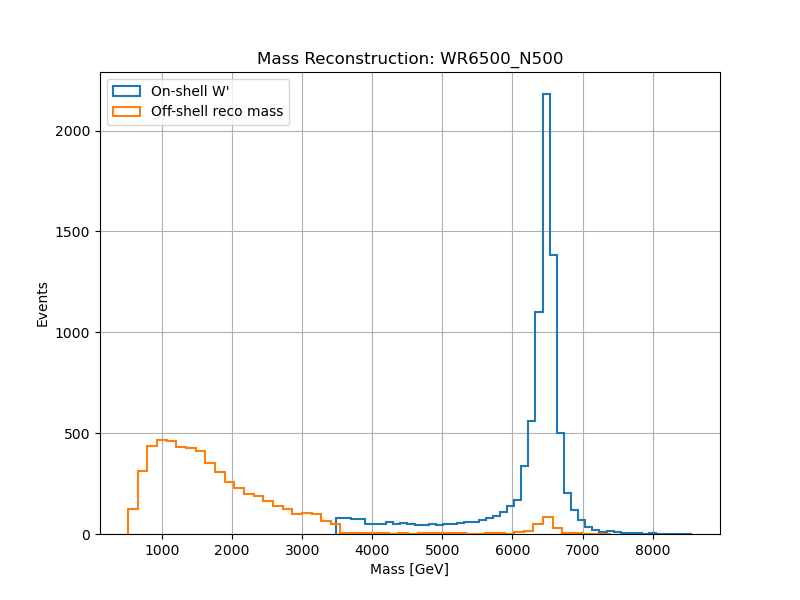 Mass Reconstruction: WR6500_N500
On-shell W'
Off-shell reco mass
2000
1500
1000
500
0
Events
1000 2000 3000 4000 5000 6000 7000 8000
Mass [GeV]